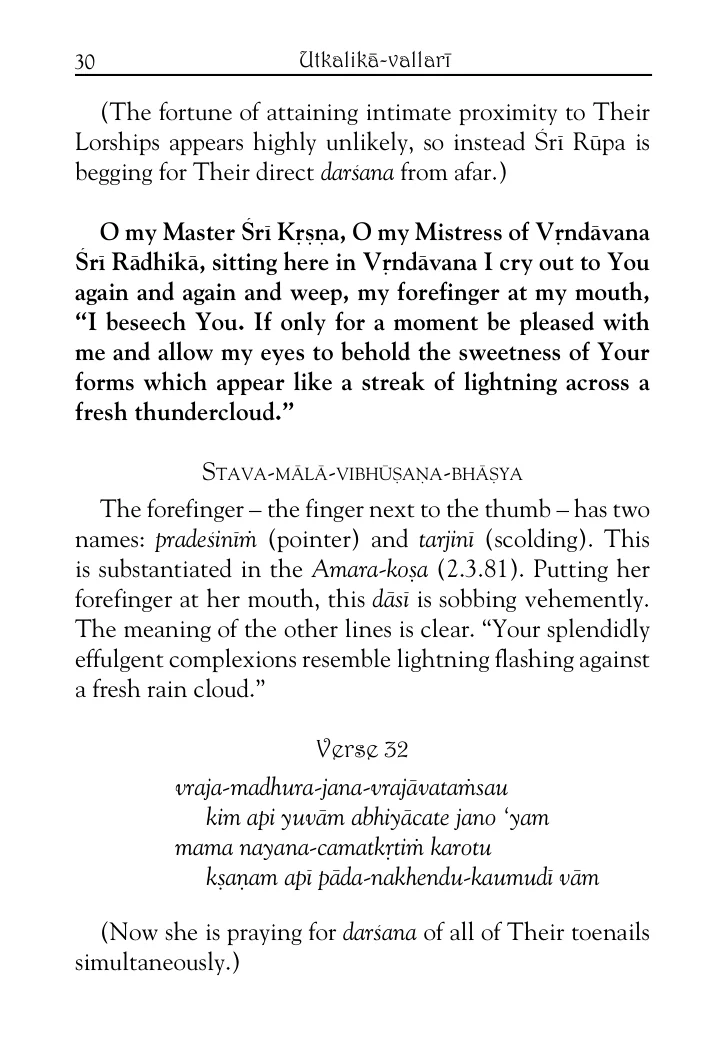 30 Utkalikā-vallarī
(The fortune of attaining intimate proximity to Their
Lorships appears highly unlikely, so instead Śrī Rūpa is
begging for Their direct darśana from afar.)
O my Master Śrī Kṛṣṇa, O my Mistress of Vṛndāvana
Śrī Rādhikā, sitting here in Vṛndāvana I cry out to You
again and again and weep, my forefinger at my mouth,
“I beseech You. If only for a moment be pleased with
me and allow my eyes to behold the sweetness of Your
forms which appear like a streak of lightning across a
fresh thundercloud.”
Stava-mālā-vibhūṣaṇa-bhāṣya
The forefinger – the finger next to the thumb – has two
names: pradeśinīṁ (pointer) and tarjinī (scolding). This
is substantiated in the Amara-koṣa (2.3.81). Putting her
forefinger at her mouth, this dāsī is sobbing vehemently.
The meaning of the other lines is clear. “Your splendidly
effulgent complexions resemble lightning flashing against
a fresh rain cloud.”
Verse 32
vraja-madhura-jana-vrajāvataṁsau
kim api yuvām abhiyācate jano ‘yam
mama nayana-camatkṛtiṁ karotu
kṣaṇam apī pāda-nakhendu-kaumudī vām
(Now she is praying for darśana of all of Their toenails
simultaneously.)